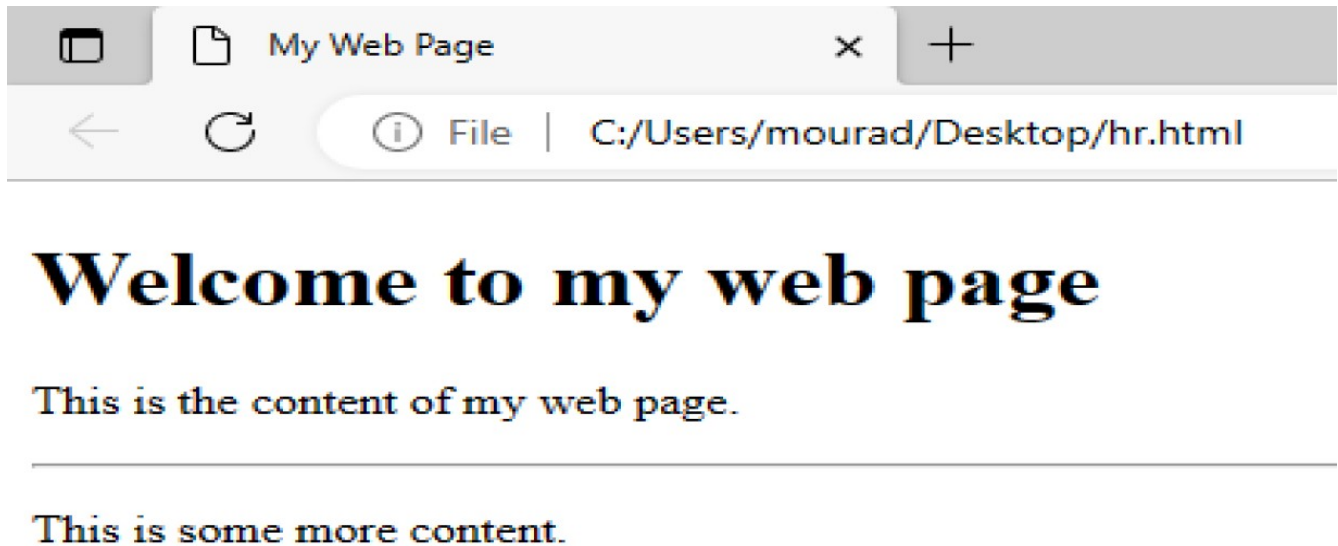 My Web Page
File | C:/Users/mourad/Desktop/hr.html
Welcome to my web page
This is the content of my web page.
This is some more content.